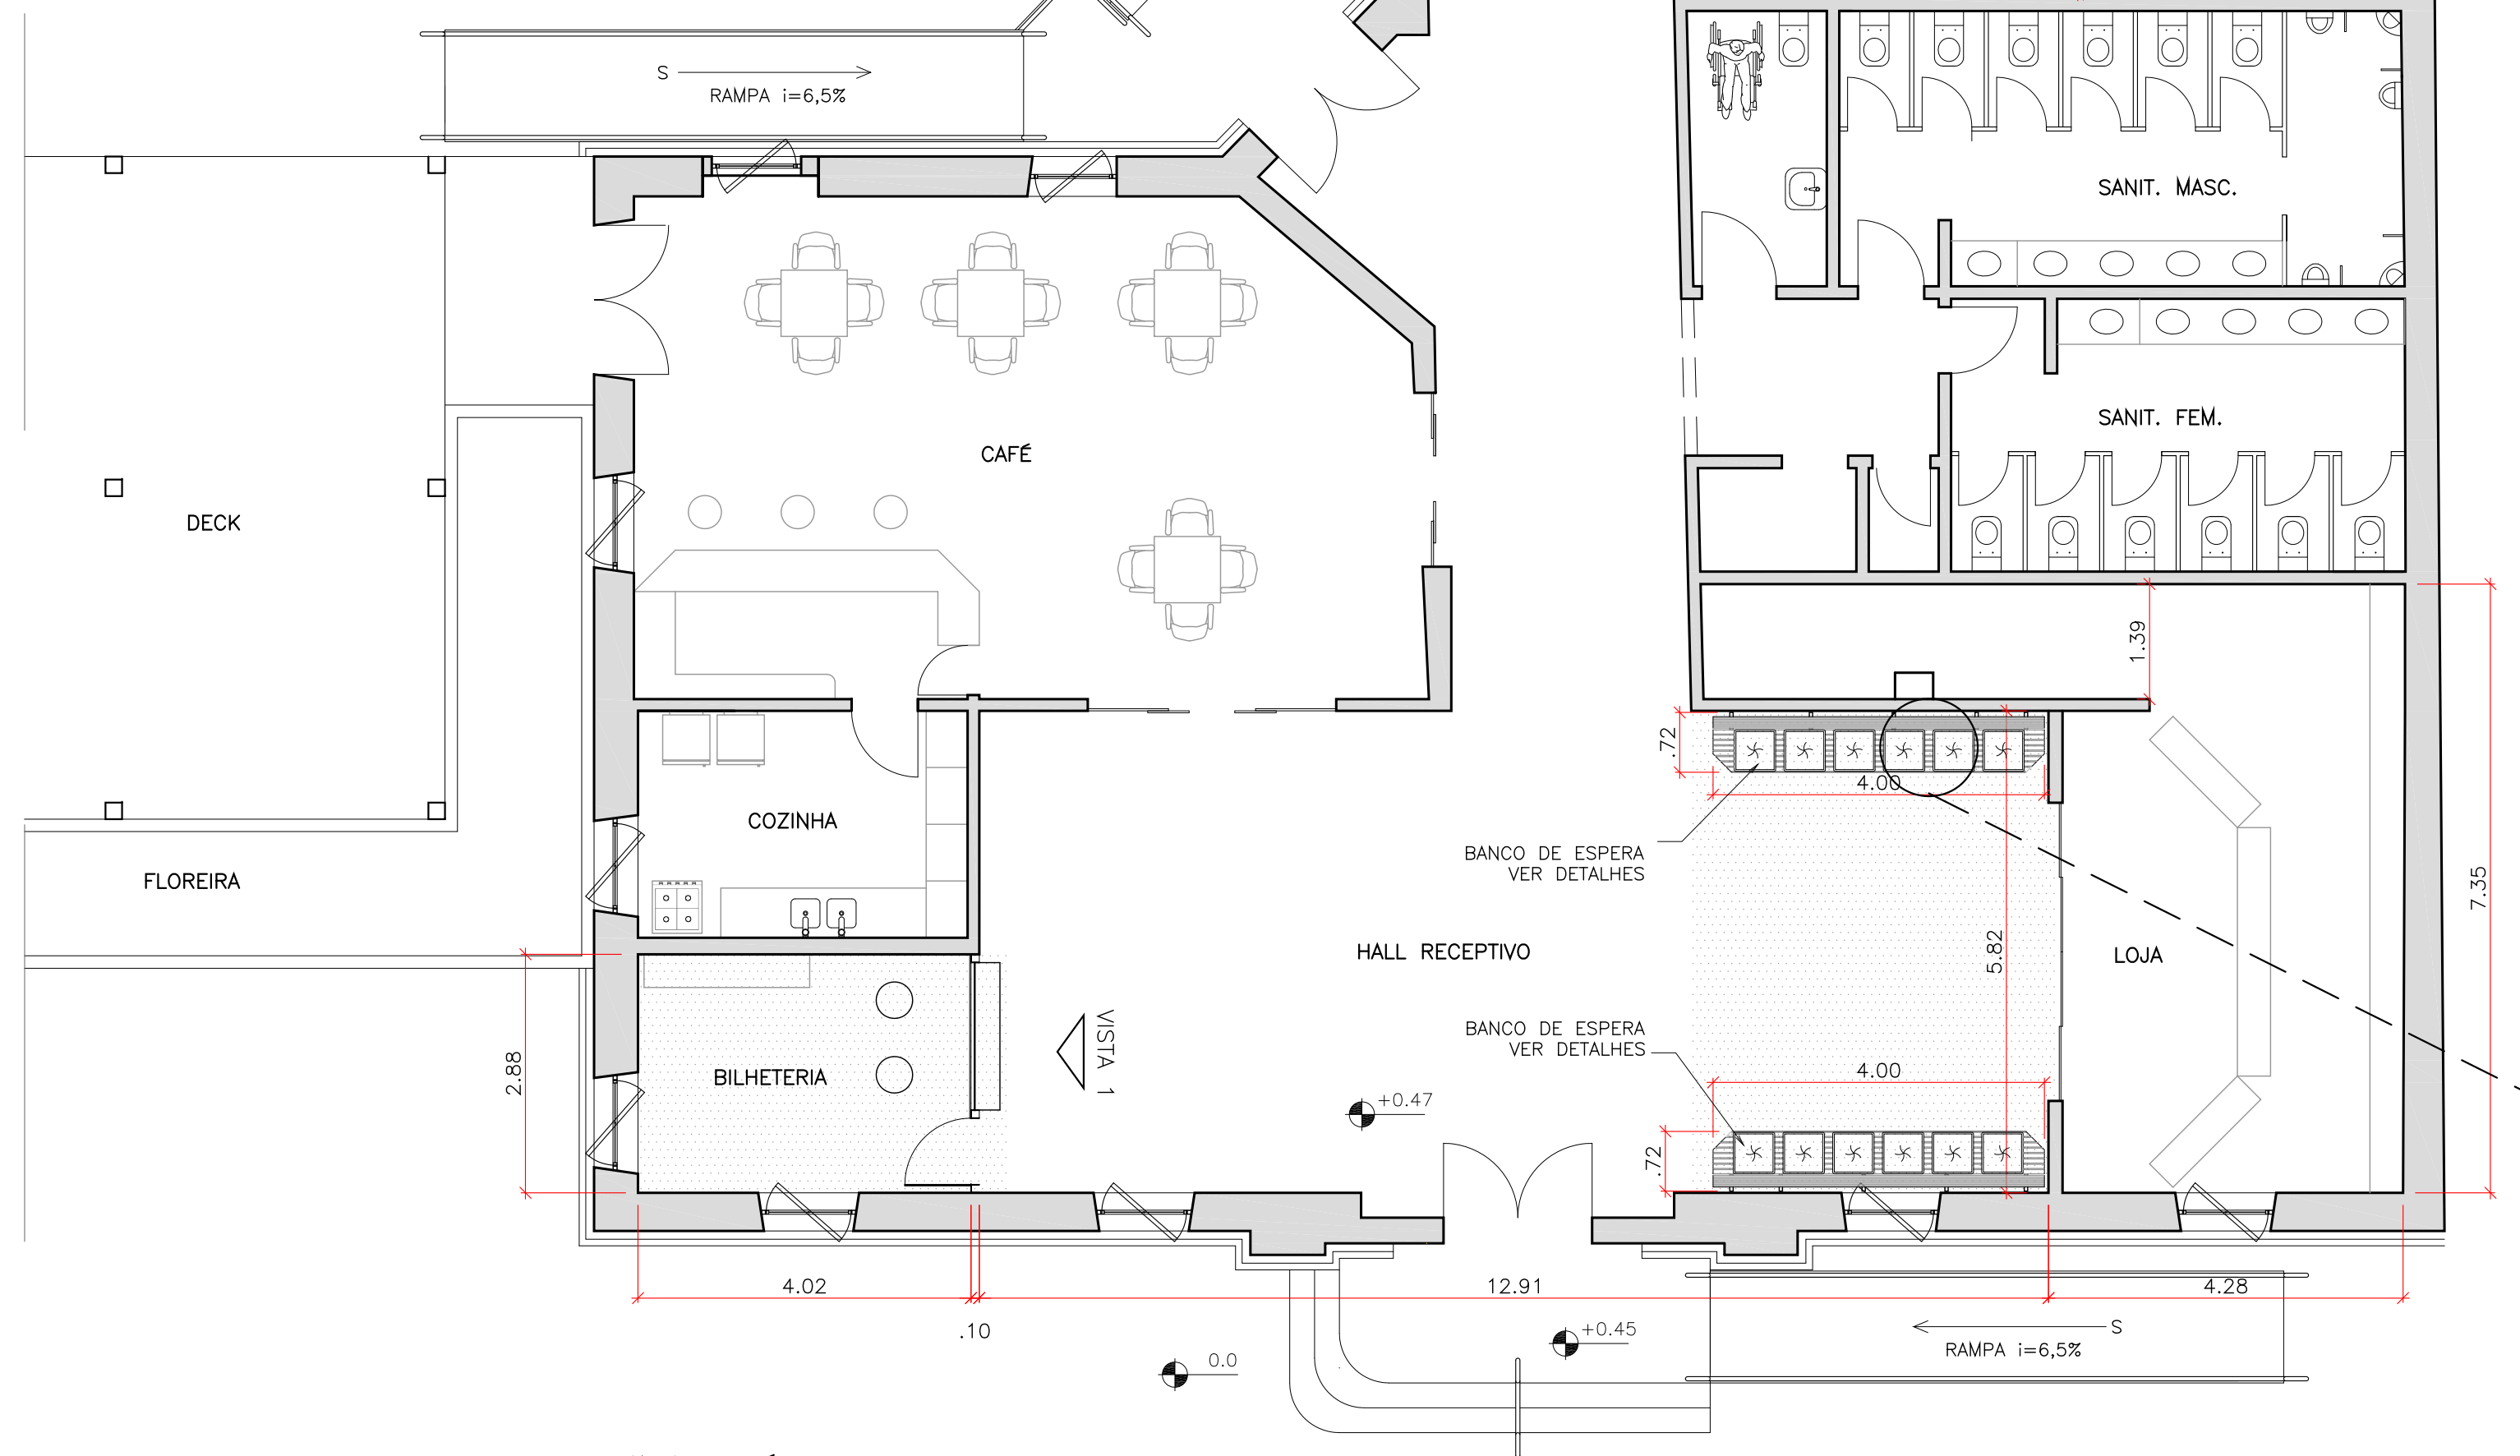 S
RAMPA i=6,5%
SANIT. MASC.
SANIT. FEM.
CAFÉ
DECK
1.39
.72
4.00
COZINHA
BANCO DE ESPERA
VER DETALHES
FLOREIRA
7.35
5.82
HALL RECEPTIVO
LOJA
VISTA 1
BANCO DE ESPERA
VER DETALHES
2.88
BILHETERIA
4.00
+0.47
.72
4.02
12.91
4.28
.10
+0.45
S
RAMPA i=6,5%
0.0